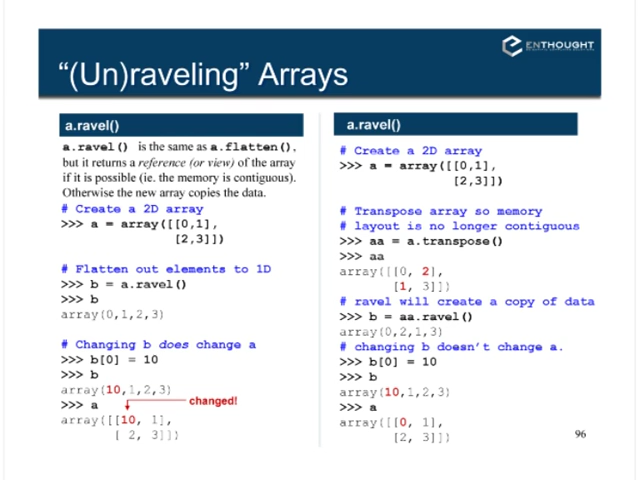 ENTHOUGHT
“(Un)raveling” Arrays
a.ravel()
a.ravel() is the same as a.flatten(),
but it returns a reference (or view) of the array
if it is possible (ie. the memory is contiguous).
Otherwise the new array copies the data.
# Create a 2D array
>>> a = array([[0,1],
[2,3]])
# Flatten out elements to 1D
>>> b = a.ravel()
>>> b
array(0,1,2,3)
# Changing b does change a
>>> b[0] = 10
>>> b
array(10,1,2,3)
>>> a
changed!
array([[10, 1],
[ 2, 3]])
a.ravel()
# Create a 2D array
>>> a = array([[0,1],
[2,3]])
# Transpose array so memory
# layout is no longer contiguous
>>> aa = a.transpose()
>>> aa
array([[0, 2],
[1, 3]])
# ravel will create a copy of data
>>> b = aa.ravel()
array(0,2,1,3)
# changing b doesn’t change a.
>>> b[0] = 10
>>> b
array(10,1,2,3)
>>> a
array([[0, 1],
[2, 3]])
96